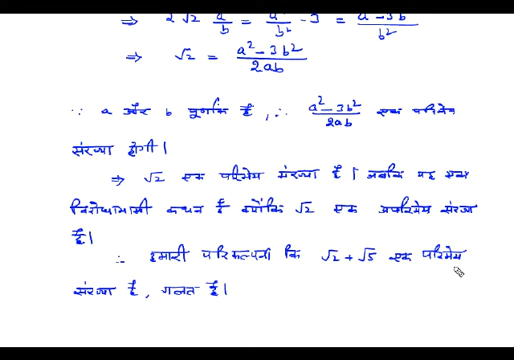 ⇒ 2√2 a/b = a²/b² - 3 = a² - 3b²/b²
⇒ √2 = a² - 3b²/2ab
∵ a और b पूर्णांक है, ∴ a² - 3b²/2ab एक परिमेय
संख्या होगी।
⇒ √2 एक परिमेय संख्या है। जबकि यह एक
विरोधाभासी कथन है क्योंकि √2 एक अपरिमेय संख्या
है।
∴ हमारी परिकल्पना कि √2 + √5 एक परिमेय
संख्या है, गलत है।